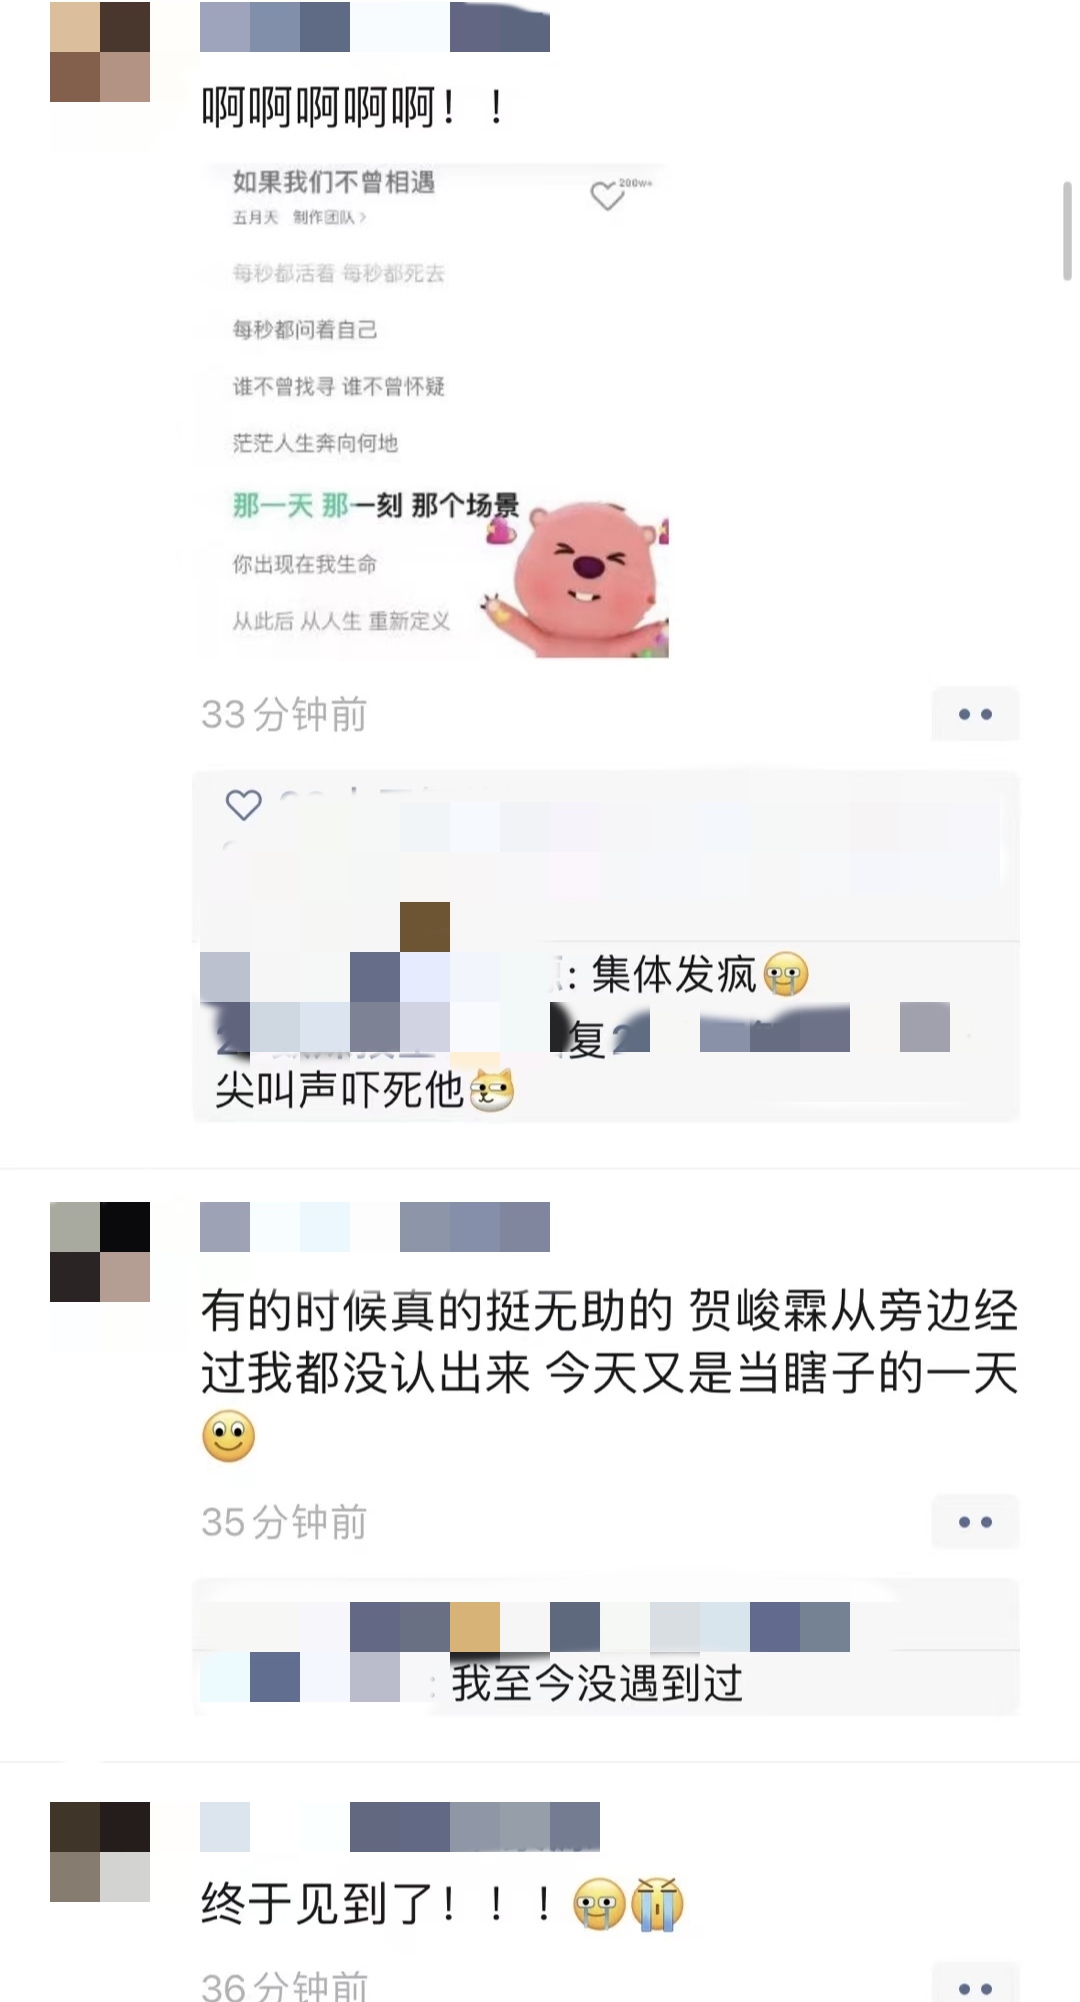 啊啊啊啊啊！！
如果我们不曾相遇
200w+
五月天 制作团队 >
每秒都活着 每秒都死去
每秒都问着自己
谁不曾找寻 谁不曾怀疑
茫茫人生奔向何地
那一天 那一刻 那个场景
你出现在我生命
从此后 从人生 重新定义
33分钟前
: 集体发疯😭
复
尖叫声吓死他
有的时候真的挺无助的 贺峻霖从旁边经
过我都没认出来 今天又是当瞎子的一天
🙂
35分钟前
: 我至今没遇到过
终于见到了！！！😭😭
36分钟前